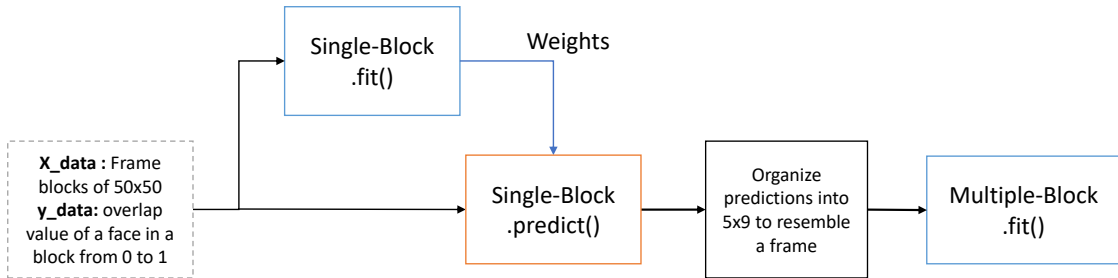 Single-Block
.fit()
Weights
X_data : Frame
blocks of 50x50
y_data: overlap
value of a face in a
block from 0 to 1
Single-Block
.predict()
Organize
predictions into
5x9 to resemble
a frame
Multiple-Block
.fit()